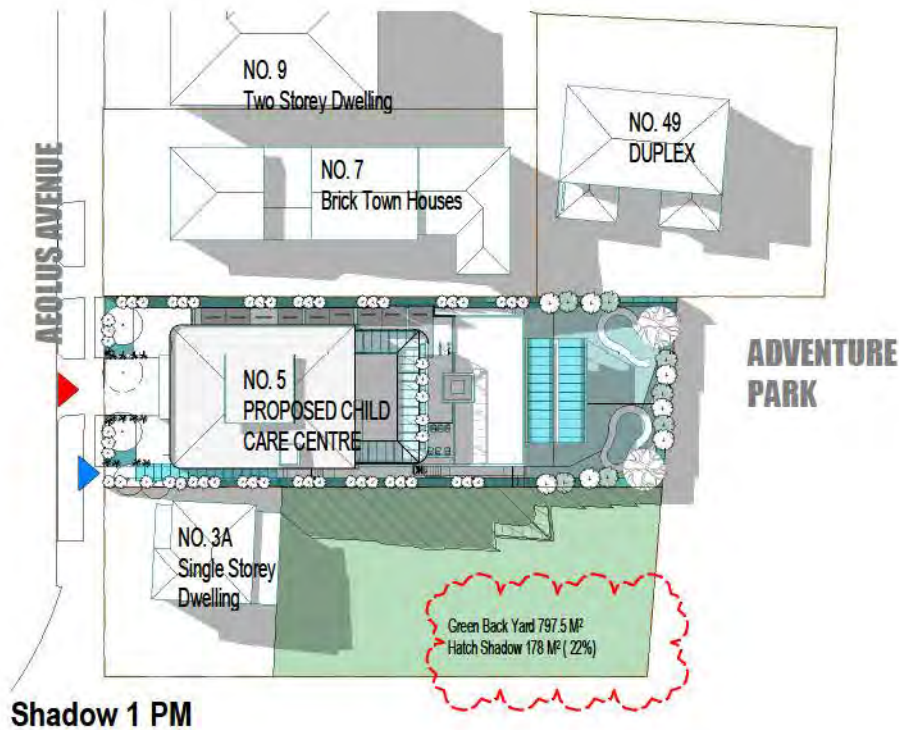 NO. 9
Two Storey Dwelling
NO. 49
DUPLEX
NO. 7
Brick Town Houses
AEOLUS AVENUE
NO. 5
PROPOSED CHILD
CARE CENTRE
ADVENTURE
PARK
NO. 3A
Single Storey
Dwelling
Green Back Yard 797.5 M²
Hatch Shadow 178 M² ( 22%)
Shadow 1 PM